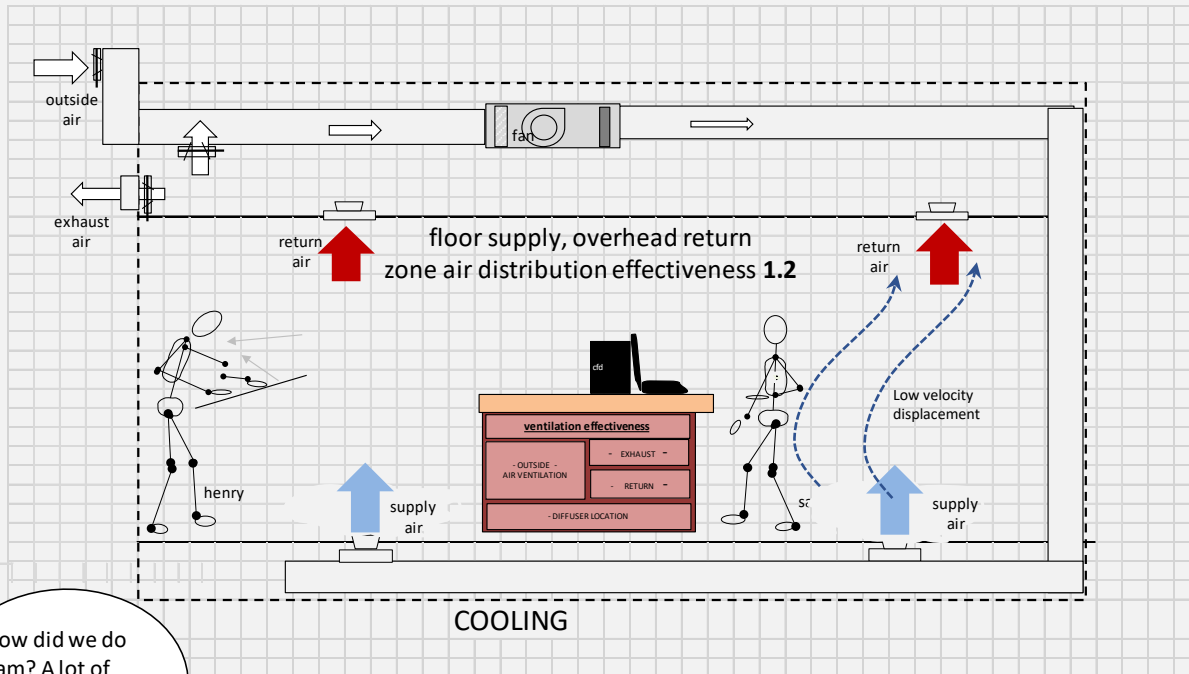 outside
air
fan
exhaust
air
return
air
floor supply, overhead return
zone air distribution effectiveness 1.2
return
air
cfd
Low velocity
displacement
ventilation effectiveness
- OUTSIDE -
AIR VENTILATION
- EXHAUST -
- RETURN -
- DIFFUSER LOCATION
henry
supply
air
supply
air
COOLING
did we do
A lot of